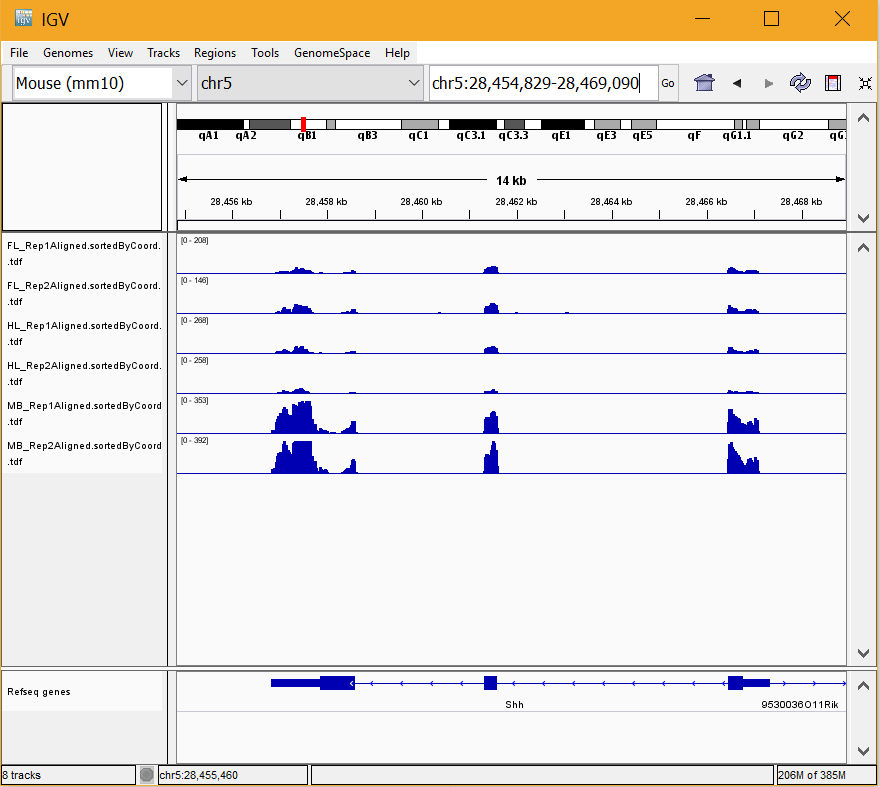 IGV
File Genomes View Tracks Regions Tools GenomeSpace Help
Mouse (mm10) chr5 chr5:28,454,829-28,469,090 Go
qA1 qA2 qB1 qB3 qC1 qC3.1 qC3.3 qE1 qE3 qE5 qF qG1.1 qG2 qG
14 kb
28,456 kb 28,458 kb 28,460 kb 28,462 kb 28,464 kb 28,466 kb 28,468 kb
FL_Rep1Aligned.sortedByCoord.
.tdf
[0 - 208]
FL_Rep2Aligned.sortedByCoord.
.tdf
[0 - 146]
HL_Rep1Aligned.sortedByCoord.
.tdf
[0 - 268]
HL_Rep2Aligned.sortedByCoord.
.tdf
[0 - 258]
MB_Rep1Aligned.sortedByCoord
.tdf
[0 - 353]
MB_Rep2Aligned.sortedByCoord
.tdf
[0 - 392]
Refseq genes
Shh 9530036O11Rik
8 tracks chr5:28,455,460 206M of 385M